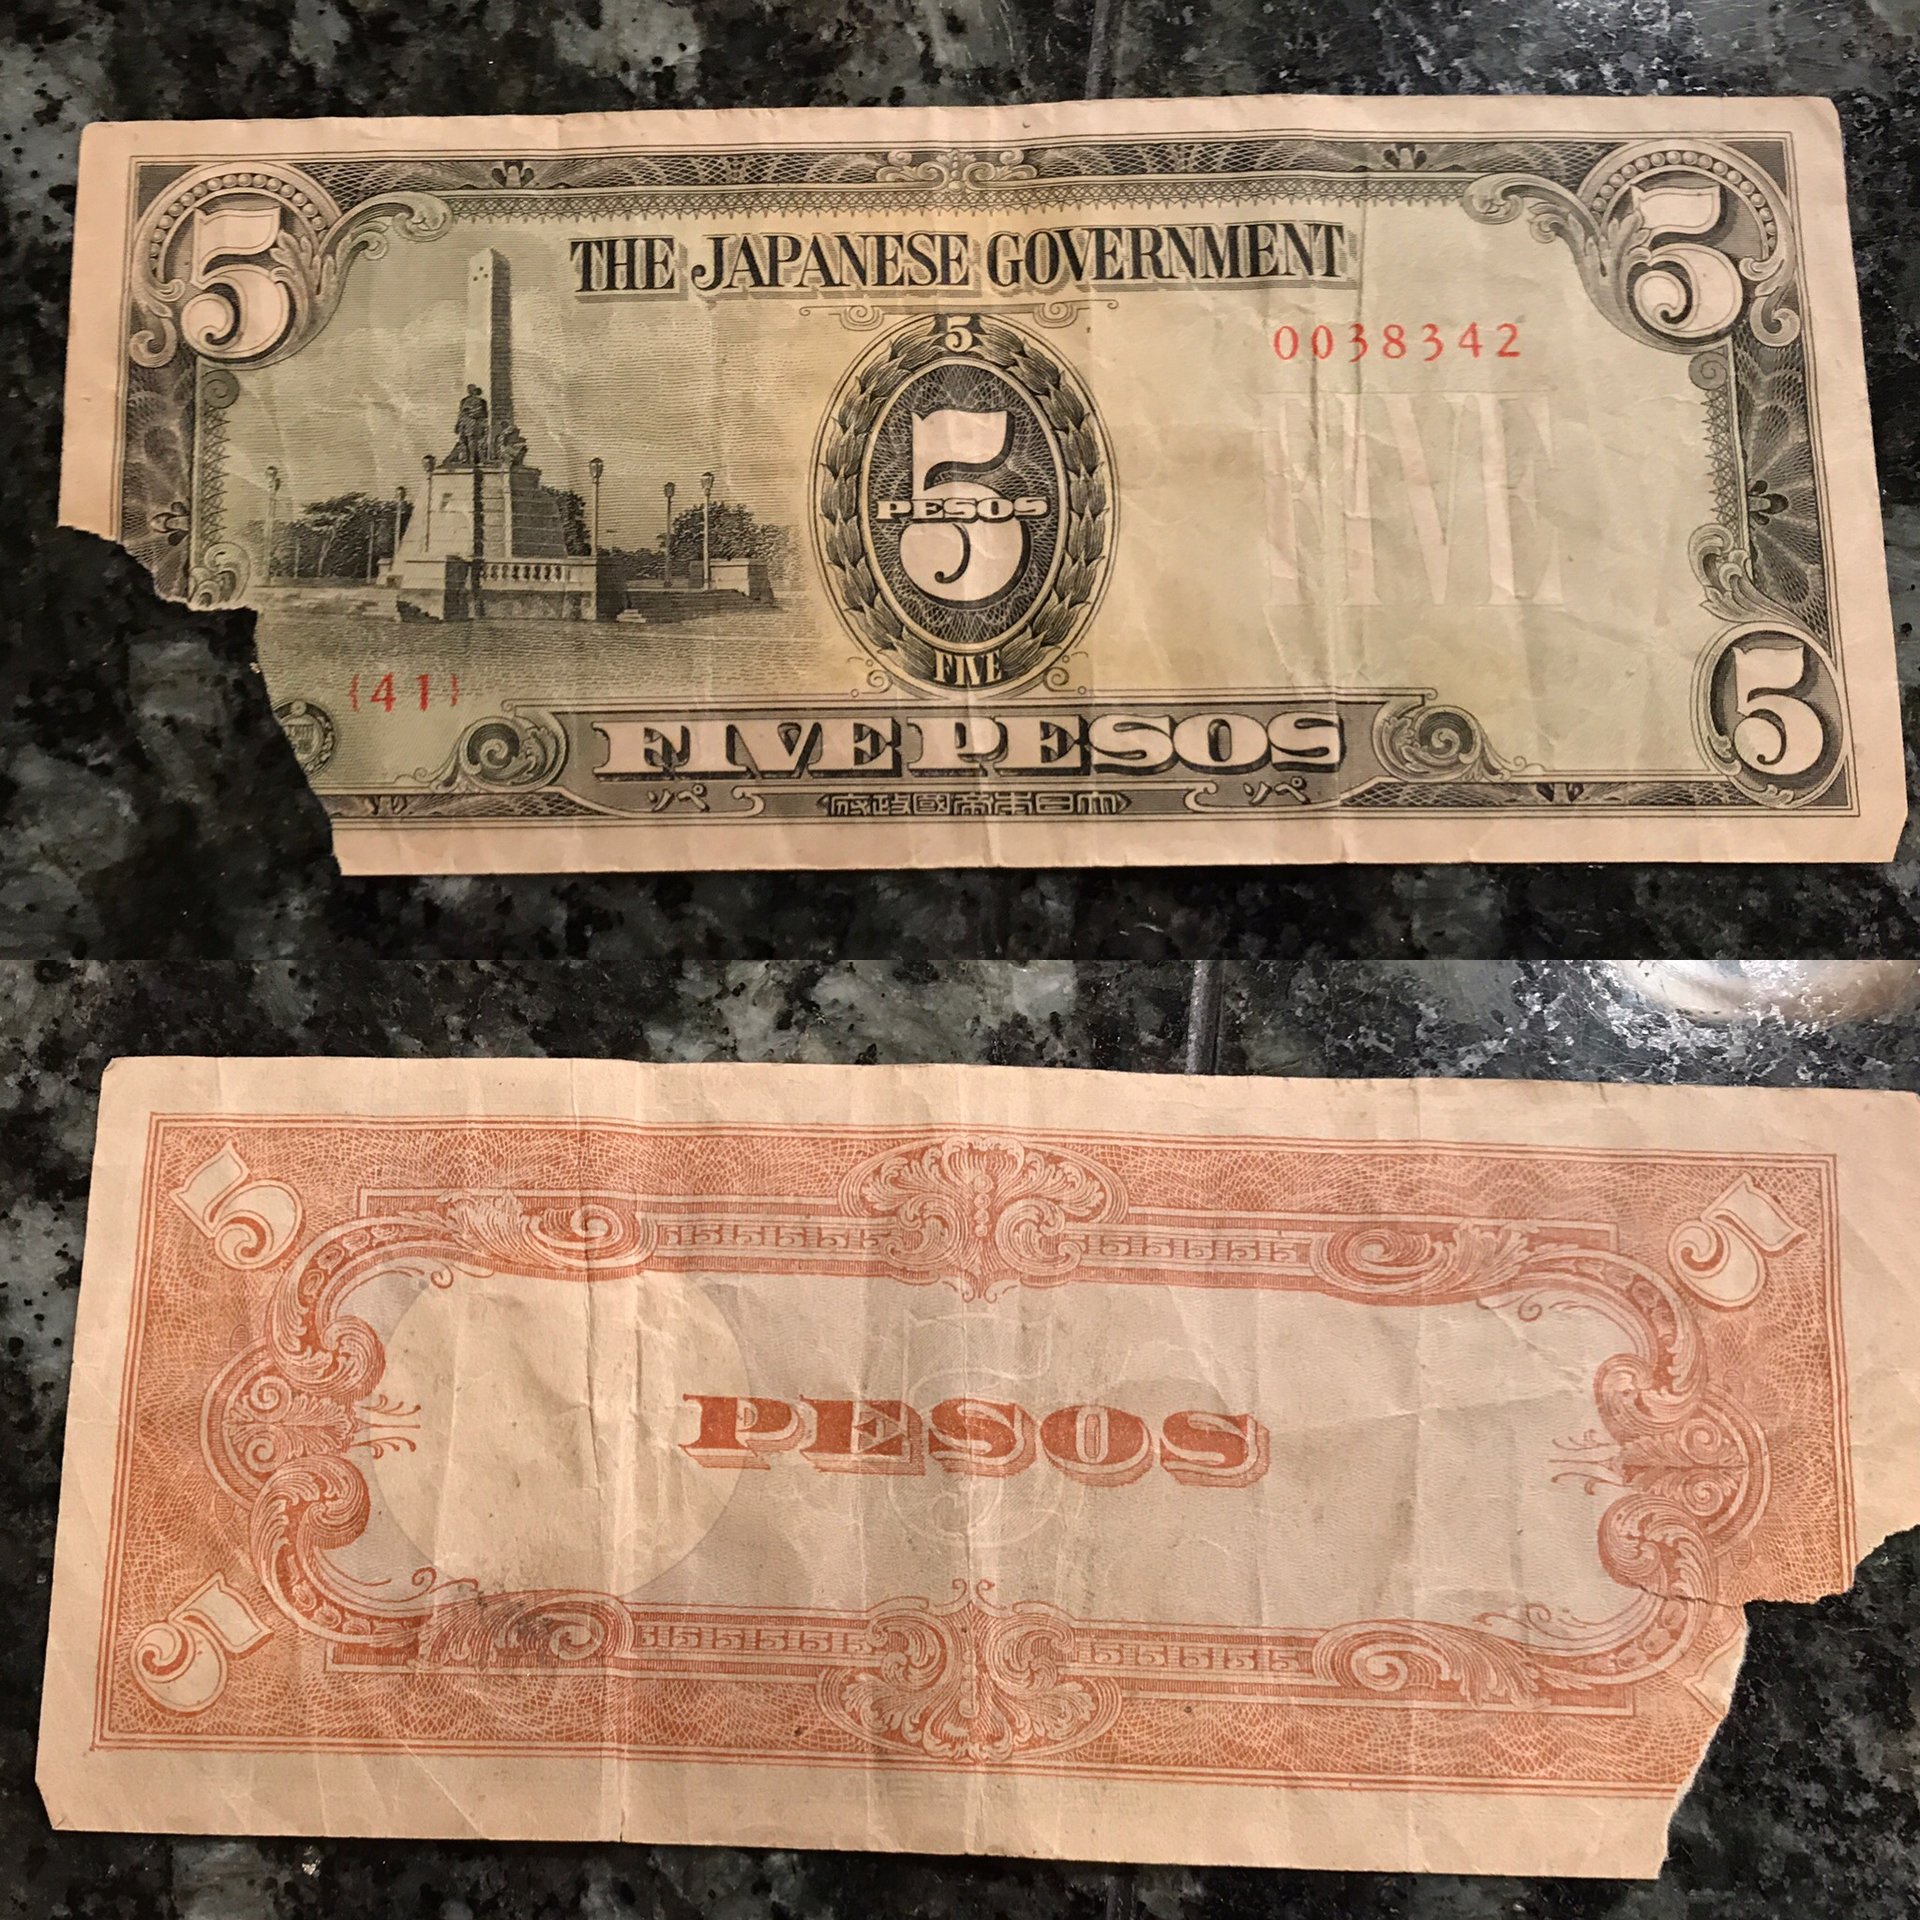 5 5
THE JAPANESE GOVERNMENT
5
0038342
5
PESOS
FIVE
FIVE
{41}
5
FIVE PESOS
ソペ 府政國帝本日大 ソペ
5 5
PESOS
5
5